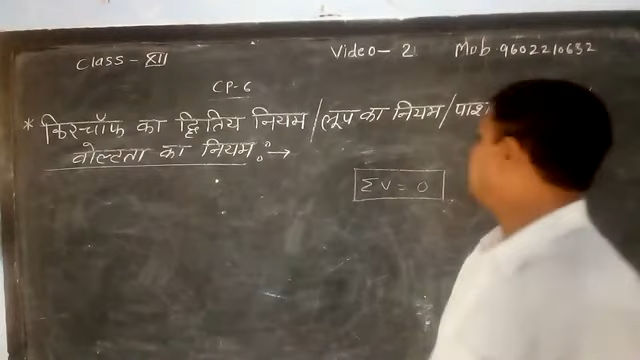 Class - XII Video - 2 Mob 9602210632
CP-6
* किरचॉफ का द्वितिय नियम / लूप का नियम / पाश
वोल्टता का नियम :→
ΣV = 0